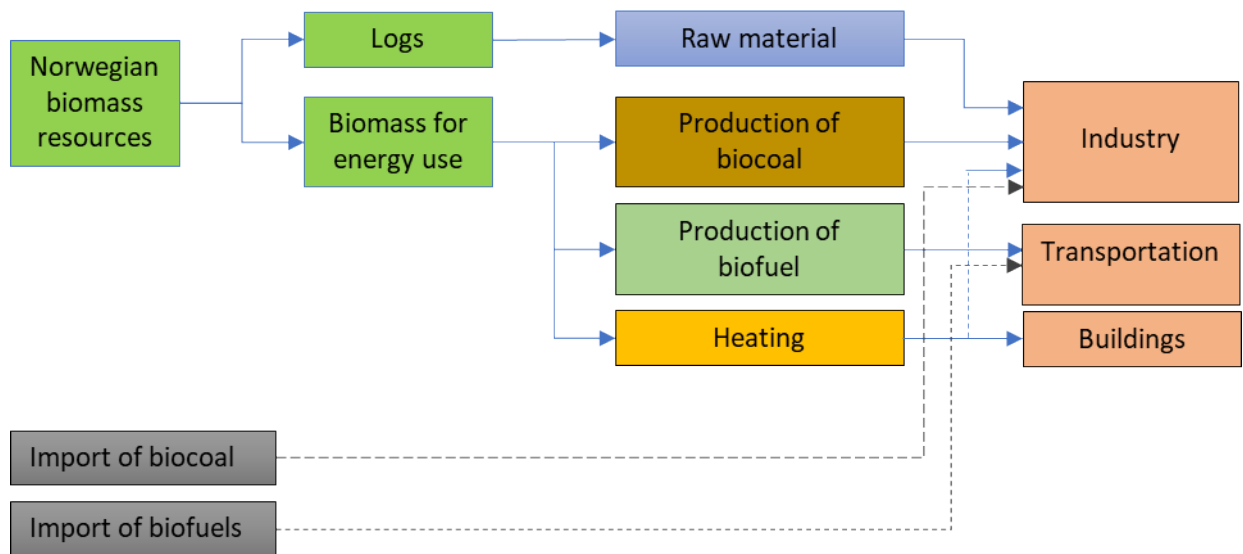 Norwegian
biomass
resources
Logs
Biomass for
energy use
Raw material
Production of
biocoal
Production of
biofuel
Heating
Industry
Transportation
Buildings
Import of biocoal
Import of biofuels